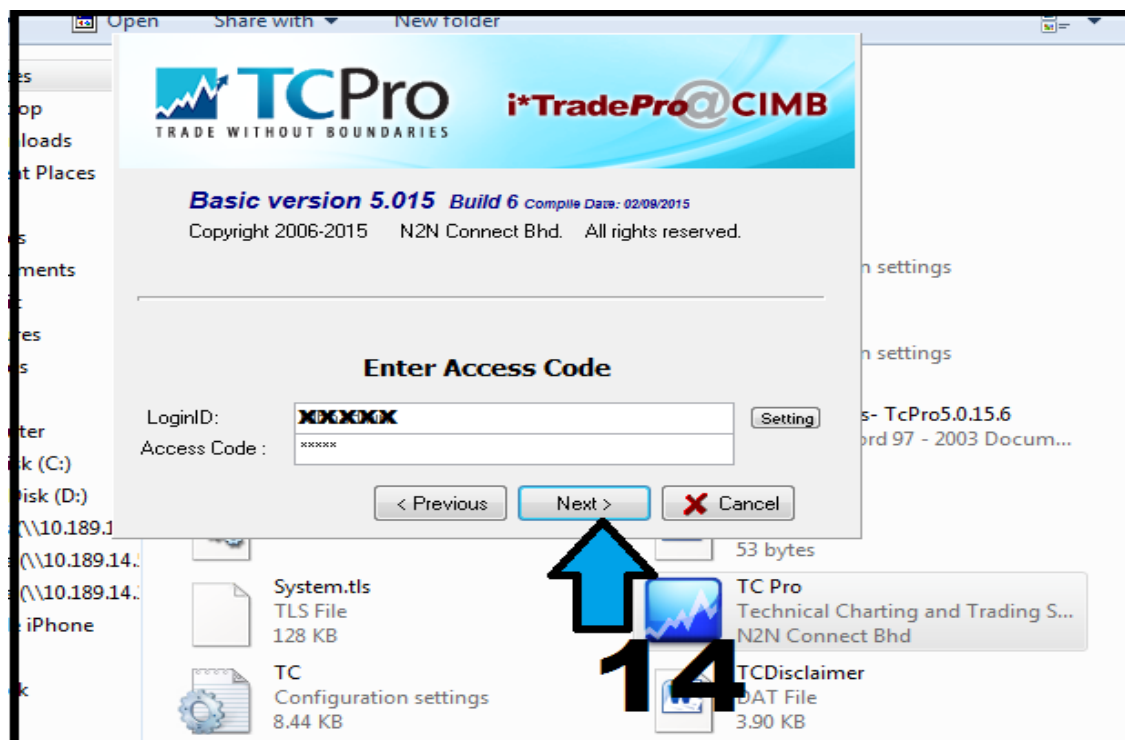 Open Share with New folder
TCPro
TRADE WITHOUT BOUNDARIES
i*TradePro@CIMB
Basic version 5.015 Build 6 Compile Date: 02/09/2015
Copyright 2006-2015 N2N Connect Bhd. All rights reserved.
Enter Access Code
LoginID: XXXXX
Setting
Access Code : *****
< Previous Next > Cancel
es
op
loads
nt Places
s
ments
res
s
ter
sk (C:)
Disk (D:)
(\\10.189.1
(\\10.189.14.
(\\10.189.14.
iPhone
k
n settings
n settings
s- TcPro5.0.15.6
ord 97 - 2003 Docum...
53 bytes
System.tls
TLS File
128 KB
TC Pro
Technical Charting and Trading S...
N2N Connect Bhd
TC
Configuration settings
8.44 KB
TCDisclaimer
DAT File
3.90 KB
14